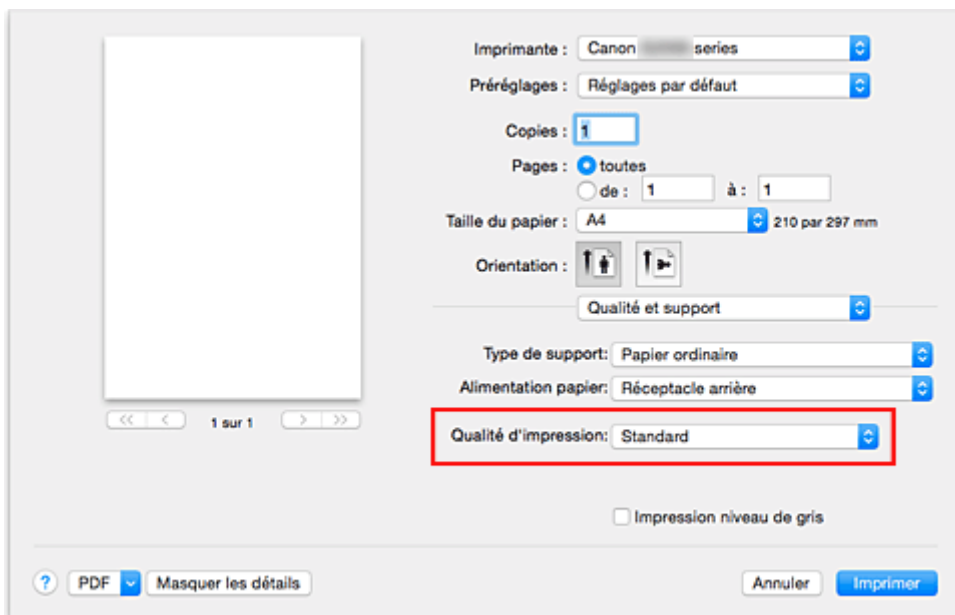 Imprimante : Canon series
Préréglages : Réglages par défaut
Copies : 1
Pages : toutes
de : 1 à : 1
Taille du papier : A4 210 par 297 mm
Orientation :
Qualité et support
Type de support: Papier ordinaire
Alimentation papier: Réceptacle arrière
<< < 1 sur 1 > >>
Qualité d'impression: Standard
Impression niveau de gris
? PDF Masquer les détails Annuler Imprimer